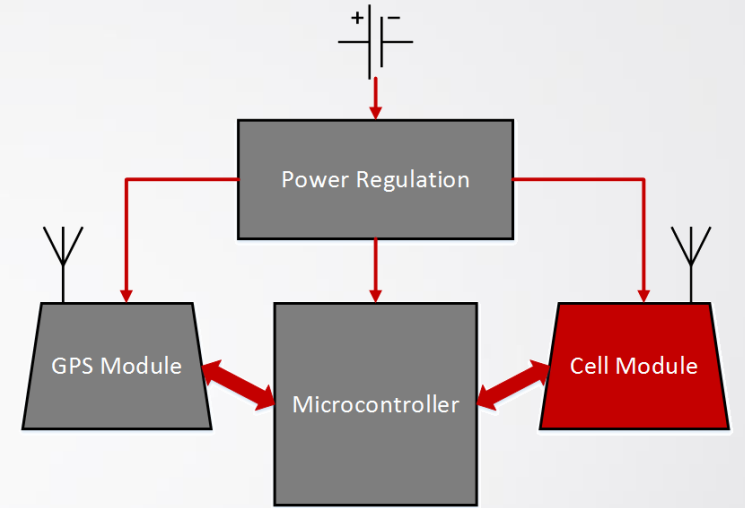 + −
Power Regulation
GPS Module
Microcontroller
Cell Module